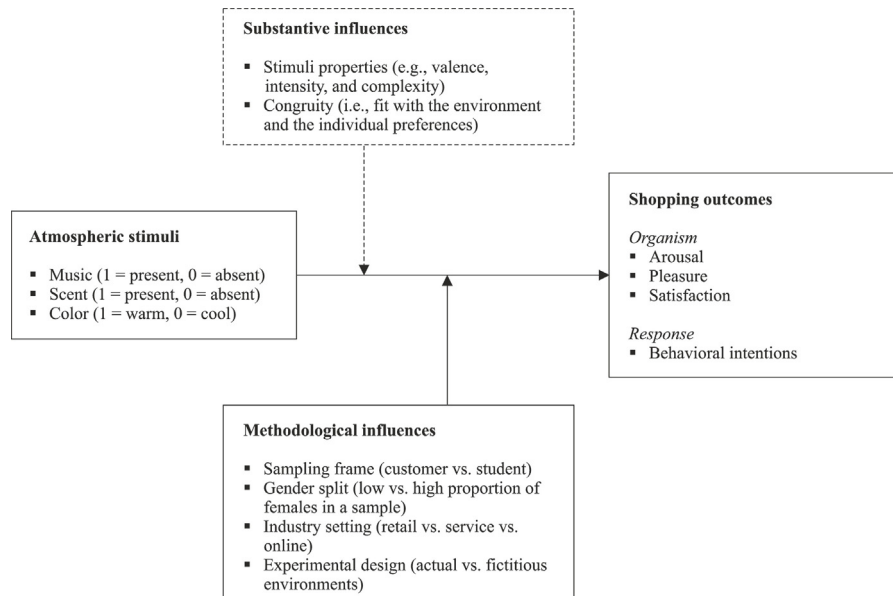 Substantive influences
▪ Stimuli properties (e.g., valence,
intensity, and complexity)
▪ Congruity (i.e., fit with the environment
and the individual preferences)
Atmospheric stimuli
▪ Music (1 = present, 0 = absent)
▪ Scent (1 = present, 0 = absent)
▪ Color (1 = warm, 0 = cool)
Shopping outcomes
Organism
▪ Arousal
▪ Pleasure
▪ Satisfaction
Response
▪ Behavioral intentions
Methodological influences
▪ Sampling frame (customer vs. student)
▪ Gender split (low vs. high proportion of
females in a sample)
▪ Industry setting (retail vs. service vs.
online)
▪ Experimental design (actual vs. fictitious
environments)